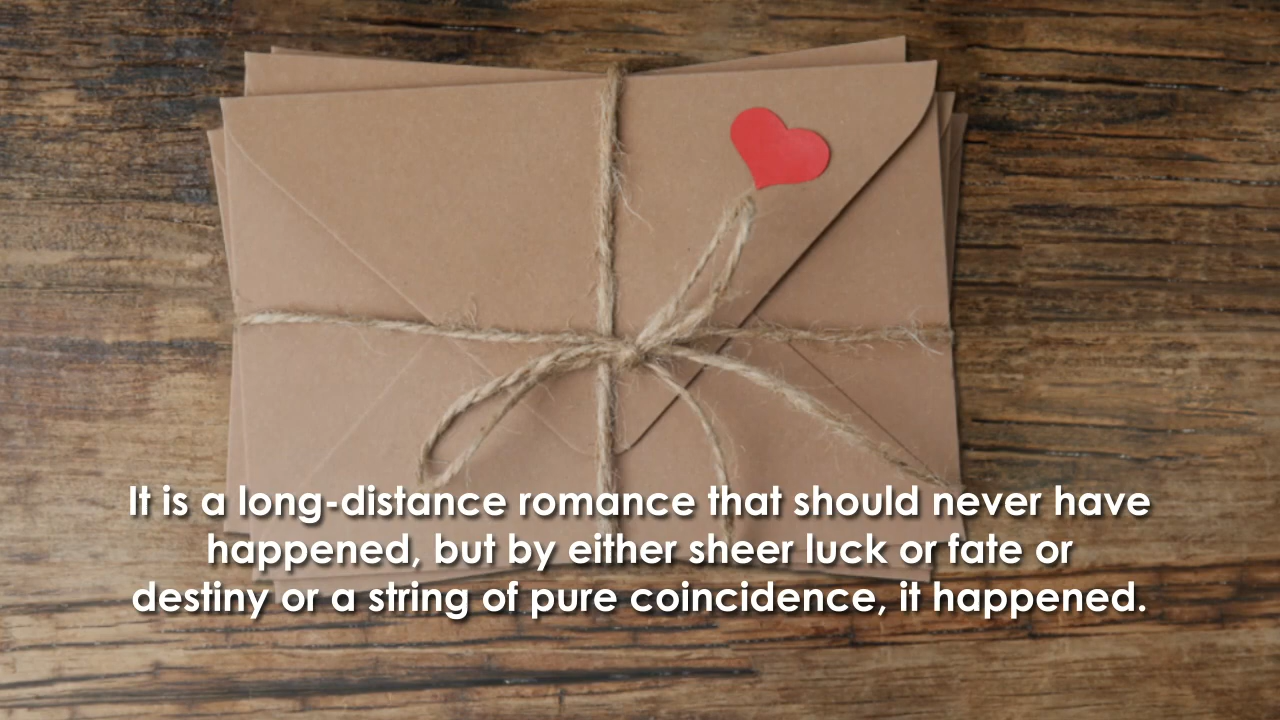 It is a long-distance romance that should never have
happened, but by either sheer luck or fate or
destiny or a string of pure coincidence, it happened.